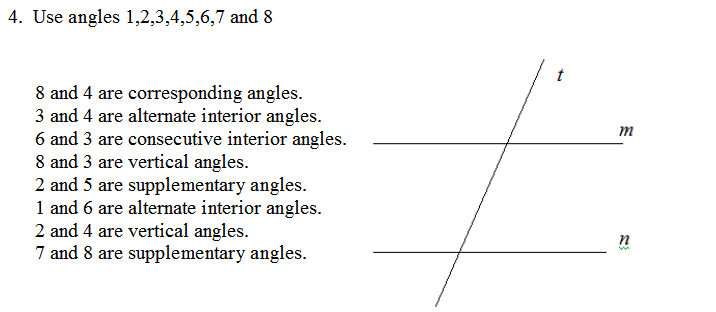 4. Use angles 1,2,3,4,5,6,7 and 8
8 and 4 are corresponding angles.
3 and 4 are alternate interior angles.
6 and 3 are consecutive interior angles.
8 and 3 are vertical angles.
2 and 5 are supplementary angles.
1 and 6 are alternate interior angles.
2 and 4 are vertical angles.
7 and 8 are supplementary angles.
t
m
n